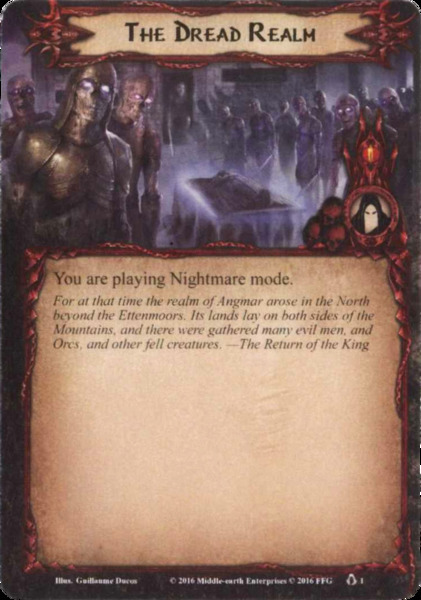 The Dread Realm
You are playing Nightmare mode.
For at that time the realm of Angmar arose in the North
beyond the Ettenmoors. Its lands lay on both sides of the
Mountains, and there were gathered many evil men, and
Orcs, and other fell creatures. —The Return of the King
Illus. Guillaume Ducos © 2016 Middle-earth Enterprises © 2016 FFG 1